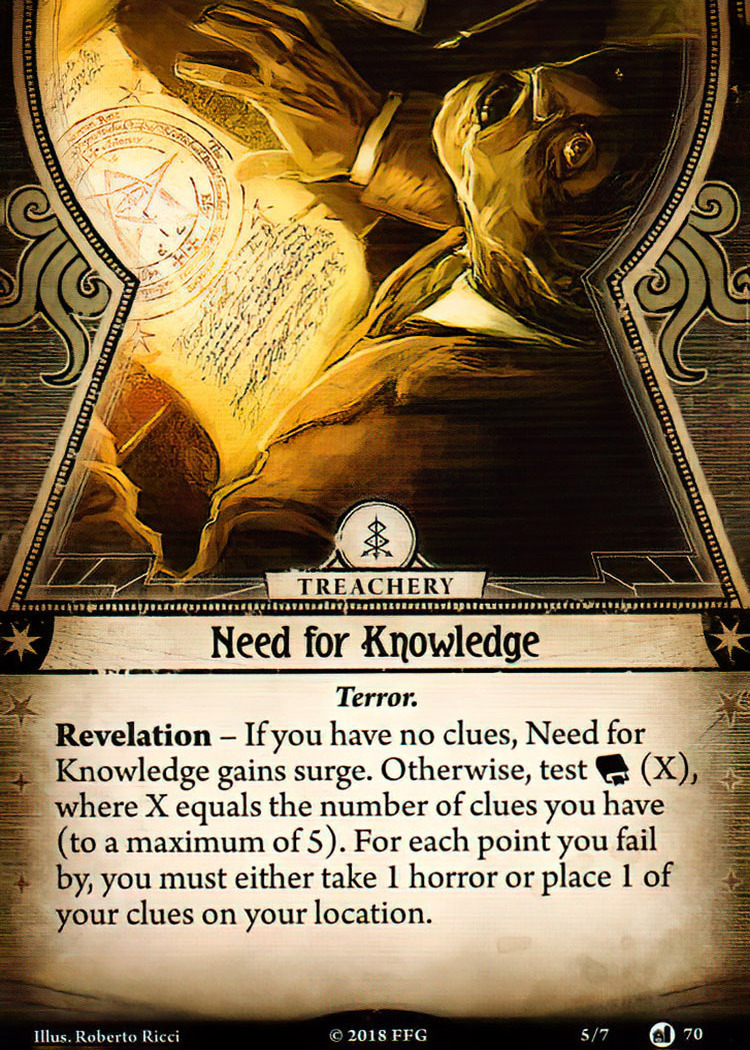 TREACHERY
Need for Knowledge
Terror.
Revelation – If you have no clues, Need for
Knowledge gains surge. Otherwise, test (X),
where X equals the number of clues you have
(to a maximum of 5). For each point you fail
by, you must either take 1 horror or place 1 of
your clues on your location.
Illus. Roberto Ricci
© 2018 FFG
5/7
70